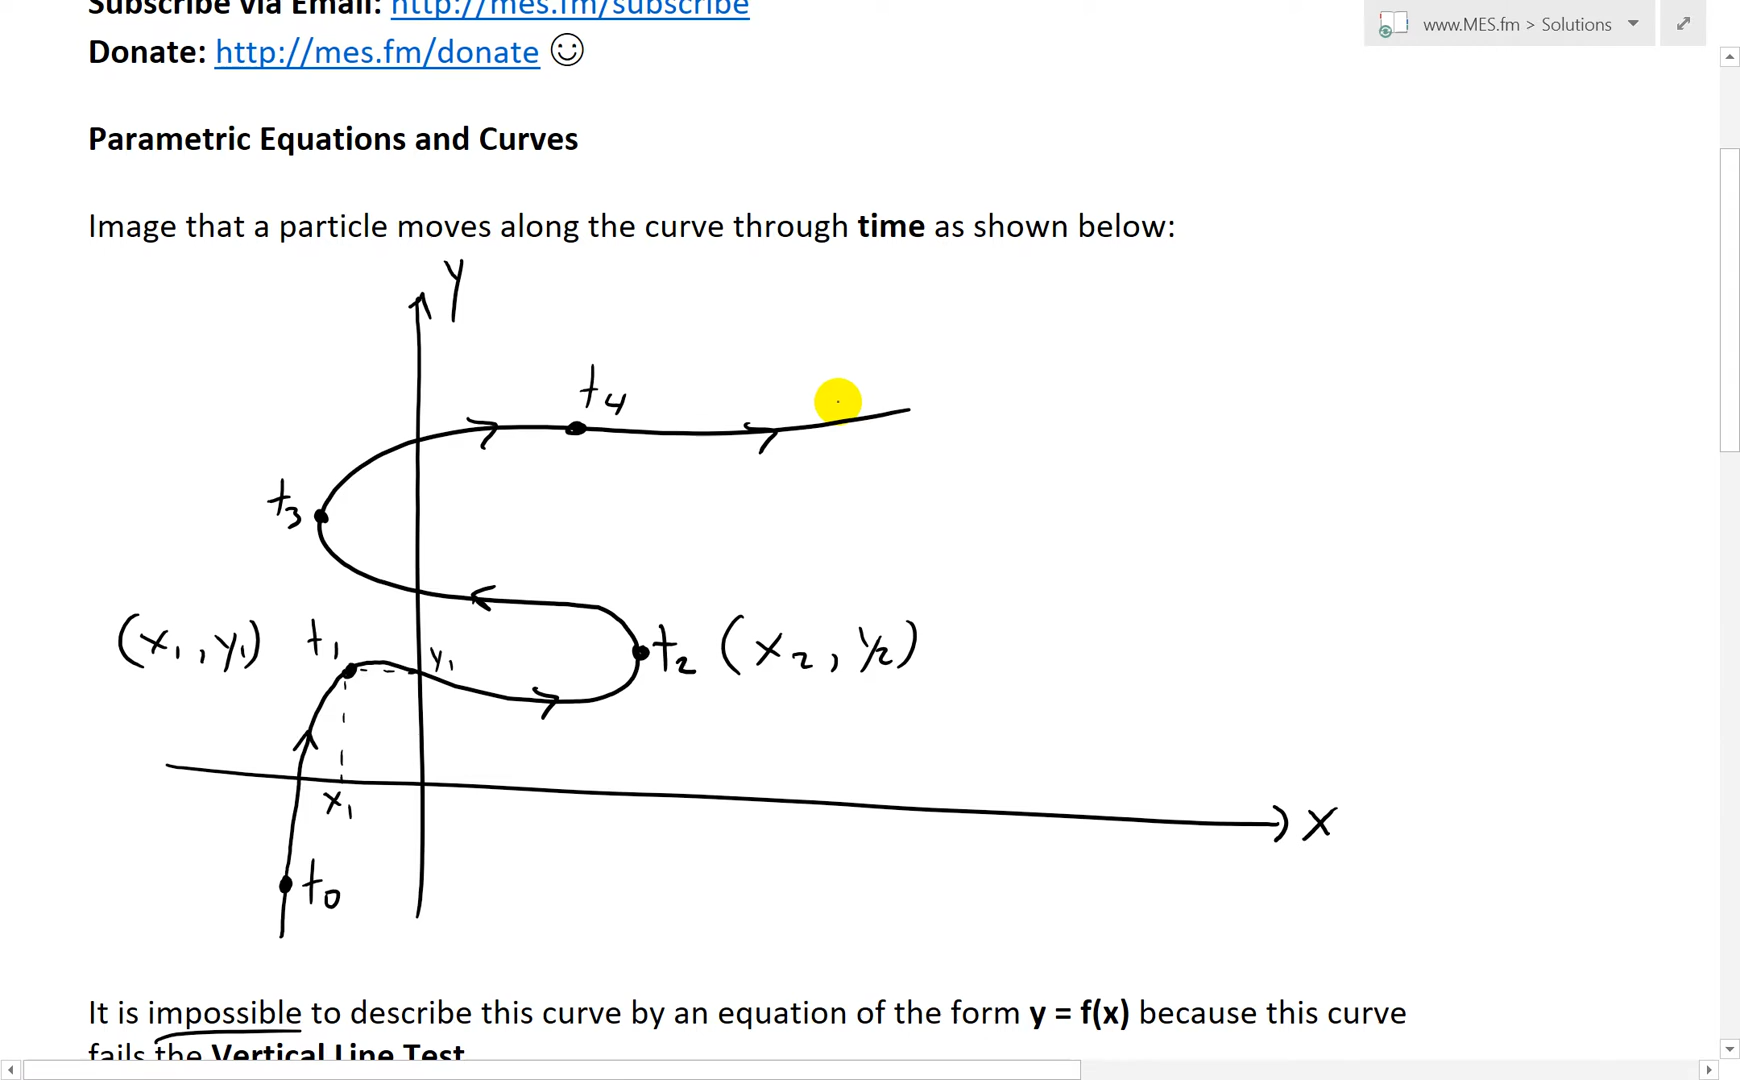 Subscribe via Email: http://mes.fm/subscribe
www.MES.fm > Solutions
Donate: http://mes.fm/donate ☺
Parametric Equations and Curves
Image that a particle moves along the curve through time as shown below:
y
t4
t3
(x1, y1) t1
y1
t2 (x2, y2)
x1
x
t0
It is impossible to describe this curve by an equation of the form y = f(x) because this curve
fails the Vertical Line Test